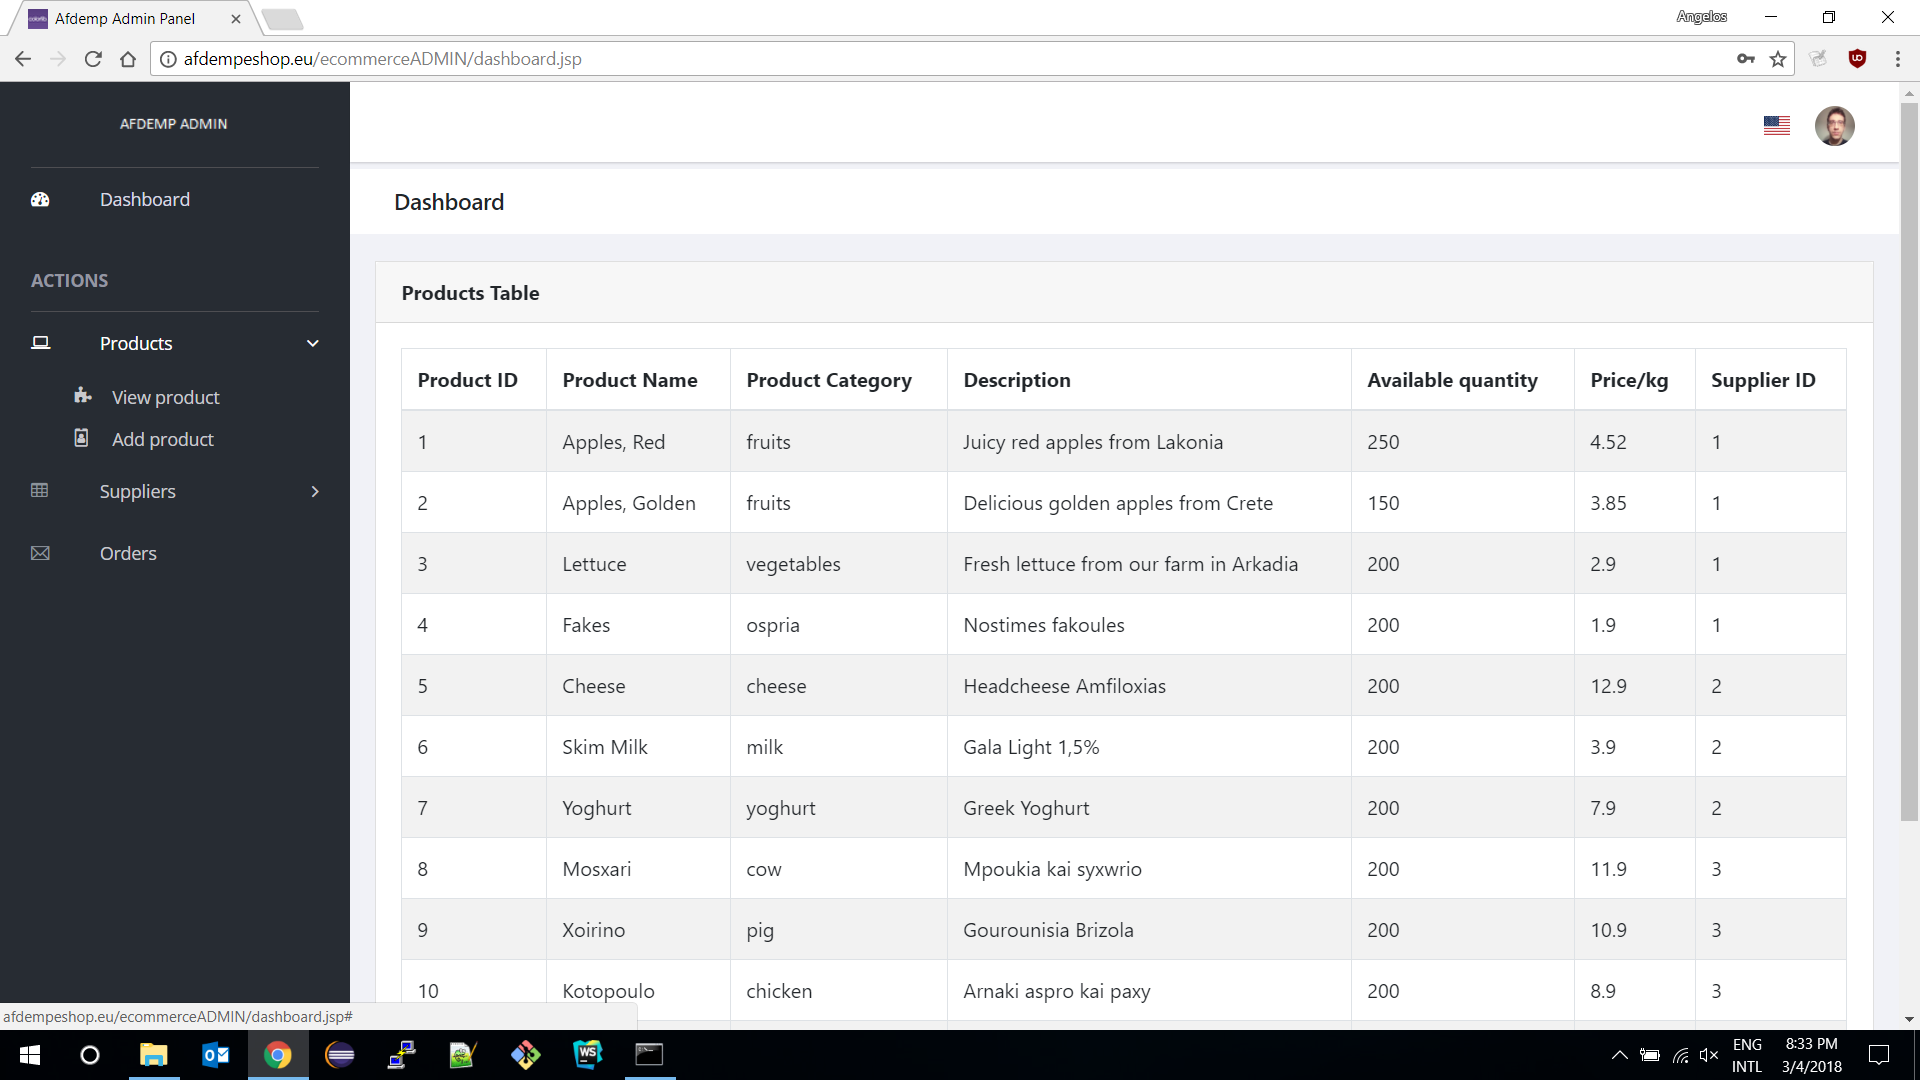 Afdemp Admin Panel
Angelos
afdempeshop.eu/ecommerceADMIN/dashboard.jsp
AFDEMP ADMIN
Dashboard
ACTIONS
Products
View product
Add product
Suppliers
Orders
Dashboard
Products Table
Product ID Product Name Product Category Description Available quantity Price/kg Supplier ID
1 Apples, Red fruits Juicy red apples from Lakonia 250 4.52 1
2 Apples, Golden fruits Delicious golden apples from Crete 150 3.85 1
3 Lettuce vegetables Fresh lettuce from our farm in Arkadia 200 2.9 1
4 Fakes ospria Nostimes fakoules 200 1.9 1
5 Cheese cheese Headcheese Amfiloxias 200 12.9 2
6 Skim Milk milk Gala Light 1,5% 200 3.9 2
7 Yoghurt yoghurt Greek Yoghurt 200 7.9 2
8 Mosxari cow Mpoukia kai syxwrio 200 11.9 3
9 Xoirino pig Gourounisia Brizola 200 10.9 3
10 Kotopoulo chicken Arnaki aspro kai paxy 200 8.9 3
afdempeshop.eu/ecommerceADMIN/dashboard.jsp#
ENG
INTL
8:33 PM
3/4/2018